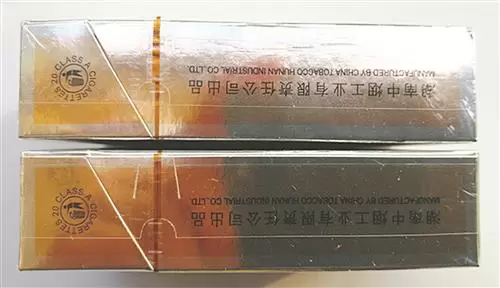 湖南中烟工业有限责任公司出品
MANUFACTURED BY CHINA TOBACCO HUNAN INDUSTRIAL CO.,LTD.
20 CLASS A CIGARETTES
湖南中烟工业有限责任公司出品
MANUFACTURED BY CHINA TOBACCO HUNAN INDUSTRIAL CO.,LTD.
20 CLASS A CIGARETTES